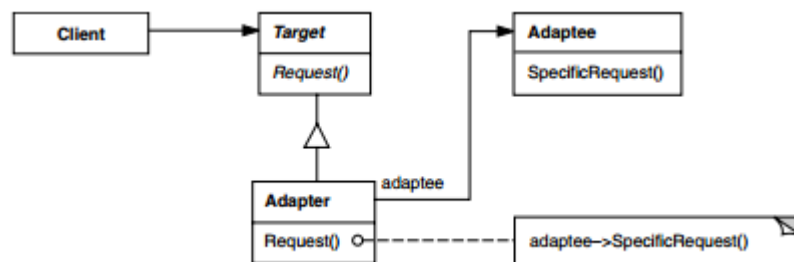 Client
Target
Request()
Adaptee
SpecificRequest()
adaptee
Adapter
Request()
adaptee–>SpecificRequest()